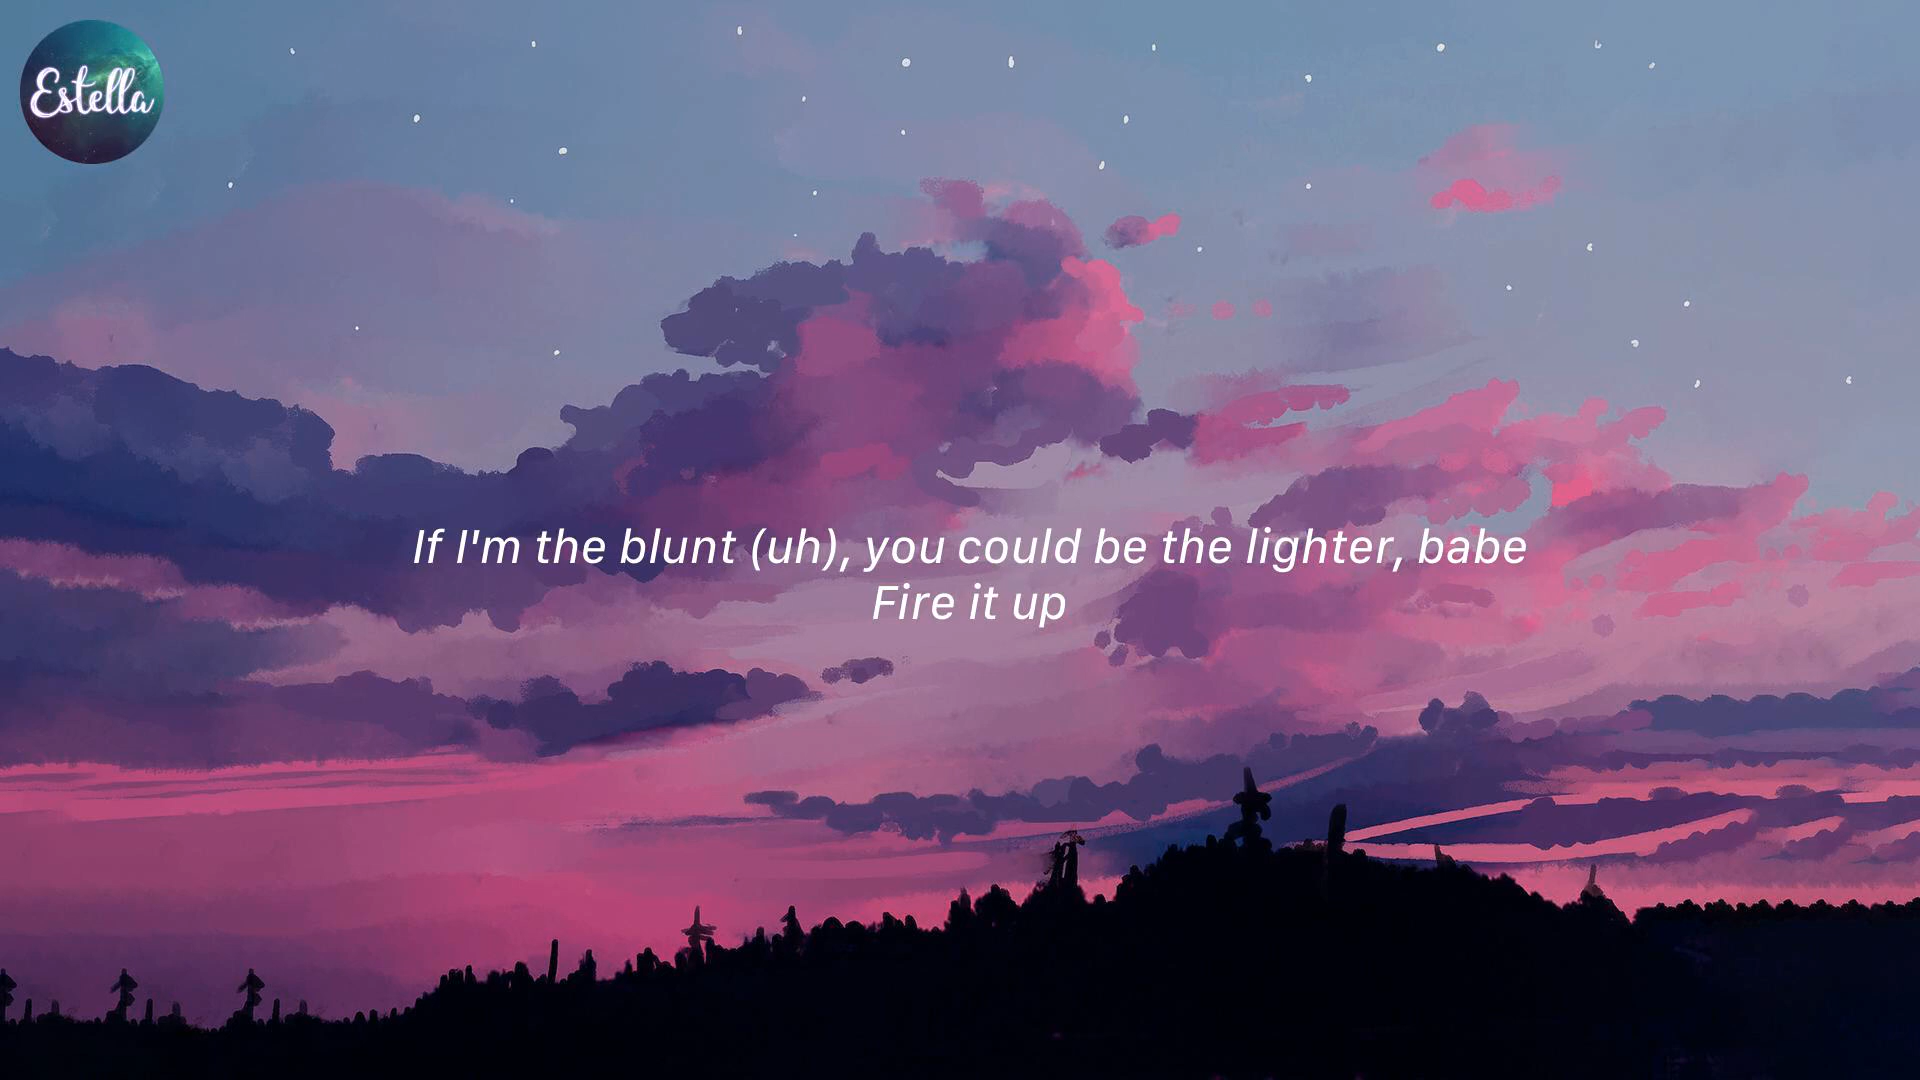 Estella
If I'm the blunt (uh), you could be the lighter, babe
Fire it up